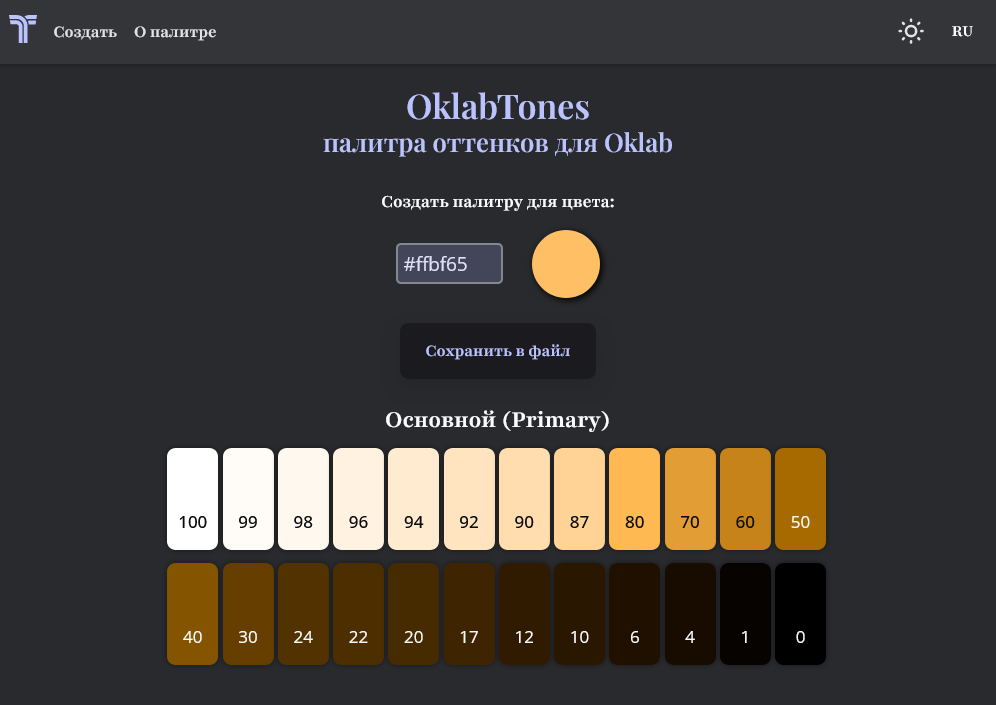 Создать О палитре RU
OklabTones
палитра оттенков для Oklab
Создать палитру для цвета:
#ffbf65
Сохранить в файл
Основной (Primary)
100 99 98 96 94 92 90 87 80 70 60 50
40 30 24 22 20 17 12 10 6 4 1 0